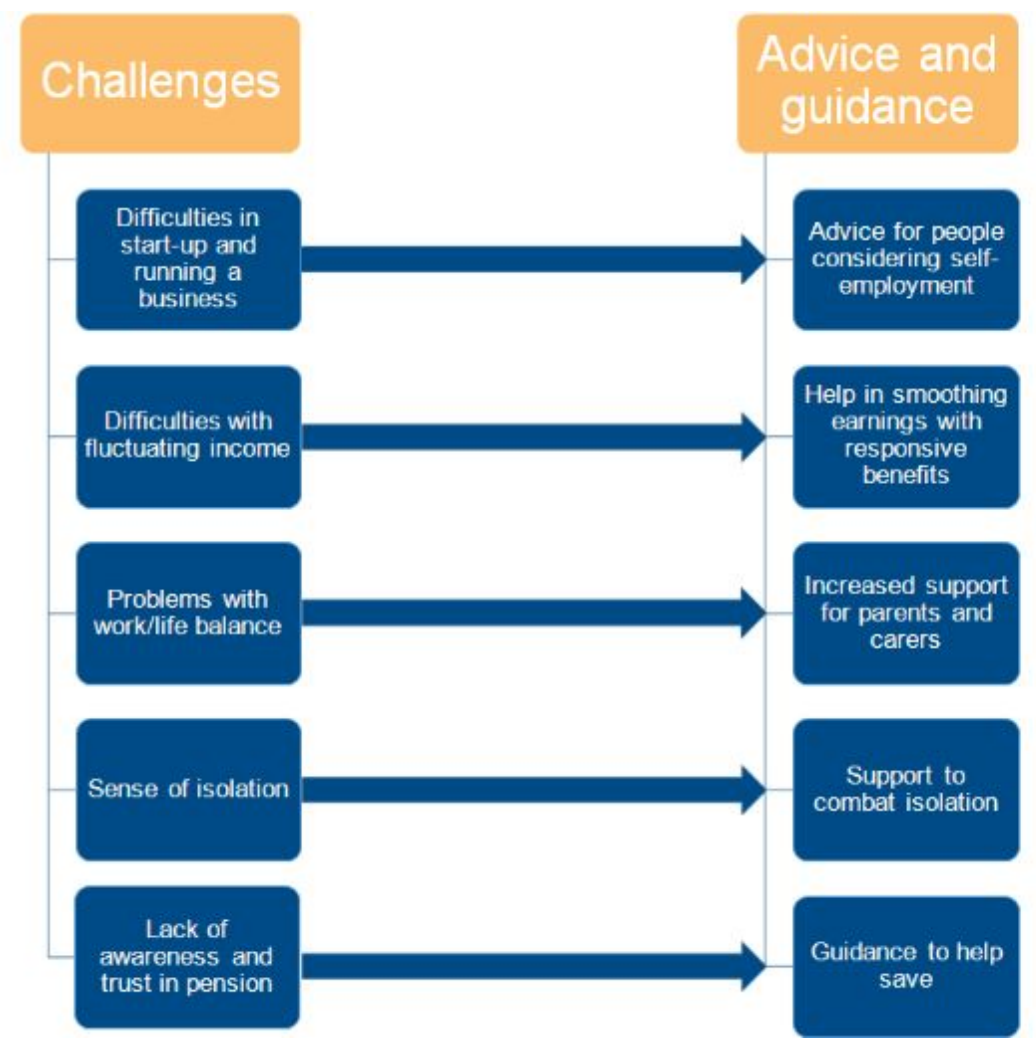 Challenges
Difficulties in
start-up and
running a
business
Difficulties with
fluctuating income
Problems with
work/life balance
Sense of isolation
Lack of
awareness and
trust in pension
Advice and
guidance
Advice for people
considering self-
employment
Help in smoothing
earnings with
responsive
benefits
Increased support
for parents and
carers
Support to
combat isolation
Guidance to help
save